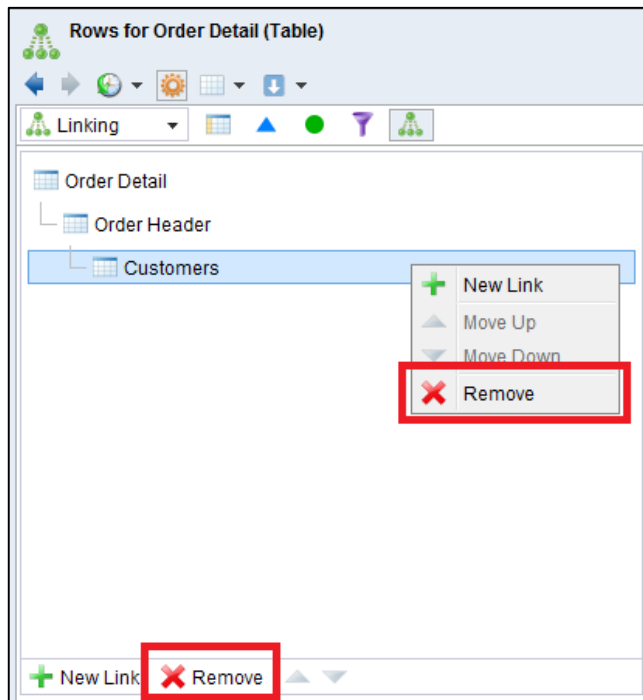 Rows for Order Detail (Table)
Linking
Order Detail
Order Header
Customers
New Link
Move Up
Move Down
Remove
New Link
Remove